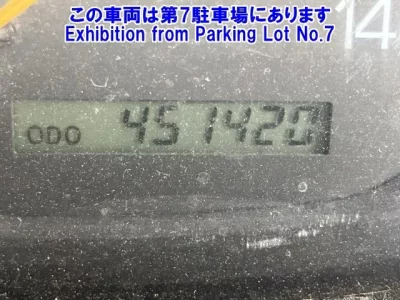 この車両は第7駐車場にあります
Exhibition from Parking Lot No.7
14
ODO 451420